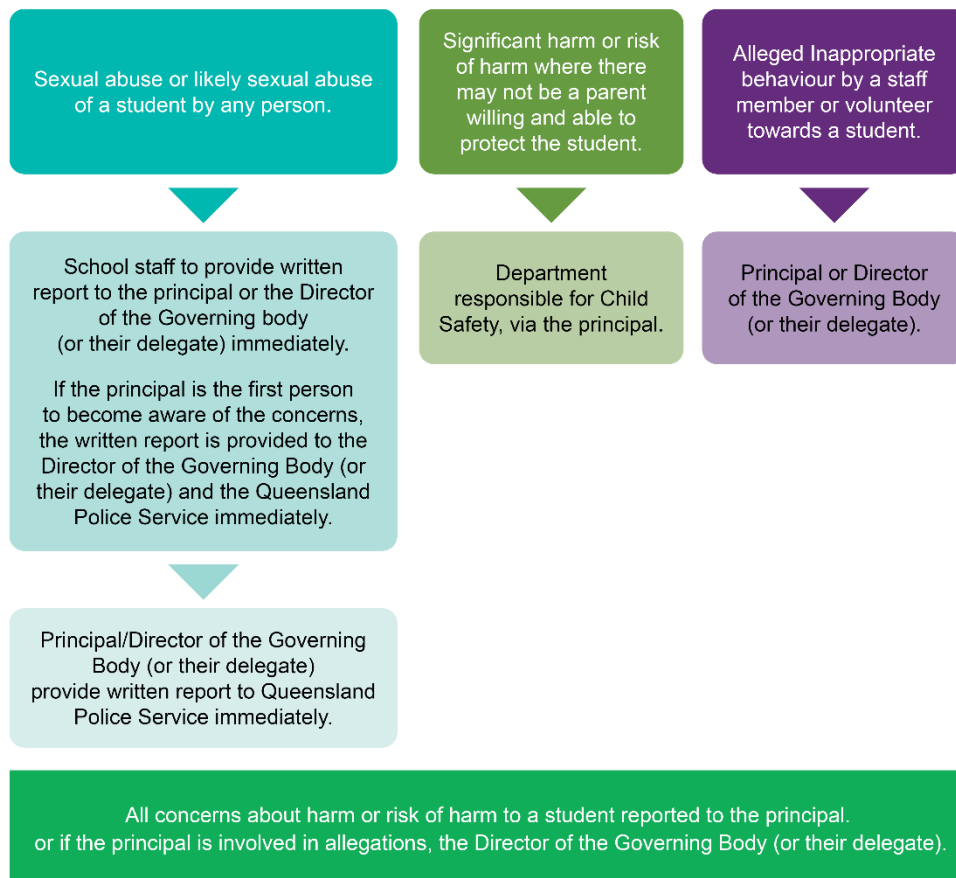 Sexual abuse or likely sexual abuse
of a student by any person.
School staff to provide written
report to the principal or the Director
of the Governing body
(or their delegate) immediately.
If the principal is the first person
to become aware of the concerns,
the written report is provided to the
Director of the Governing Body (or
their delegate) and the Queensland
Police Service immediately.
Principal/Director of the Governing
Body (or their delegate)
provide written report to Queensland
Police Service immediately.
Significant harm or risk
of harm where there
may not be a parent
willing and able to
protect the student.
Department
responsible for Child
Safety, via the principal.
Alleged Inappropriate
behaviour by a staff
member or volunteer
towards a student.
Principal or Director
of the Governing Body
(or their delegate).
All concerns about harm or risk of harm to a student reported to the principal.
or if the principal is involved in allegations, the Director of the Governing Body (or their delegate).